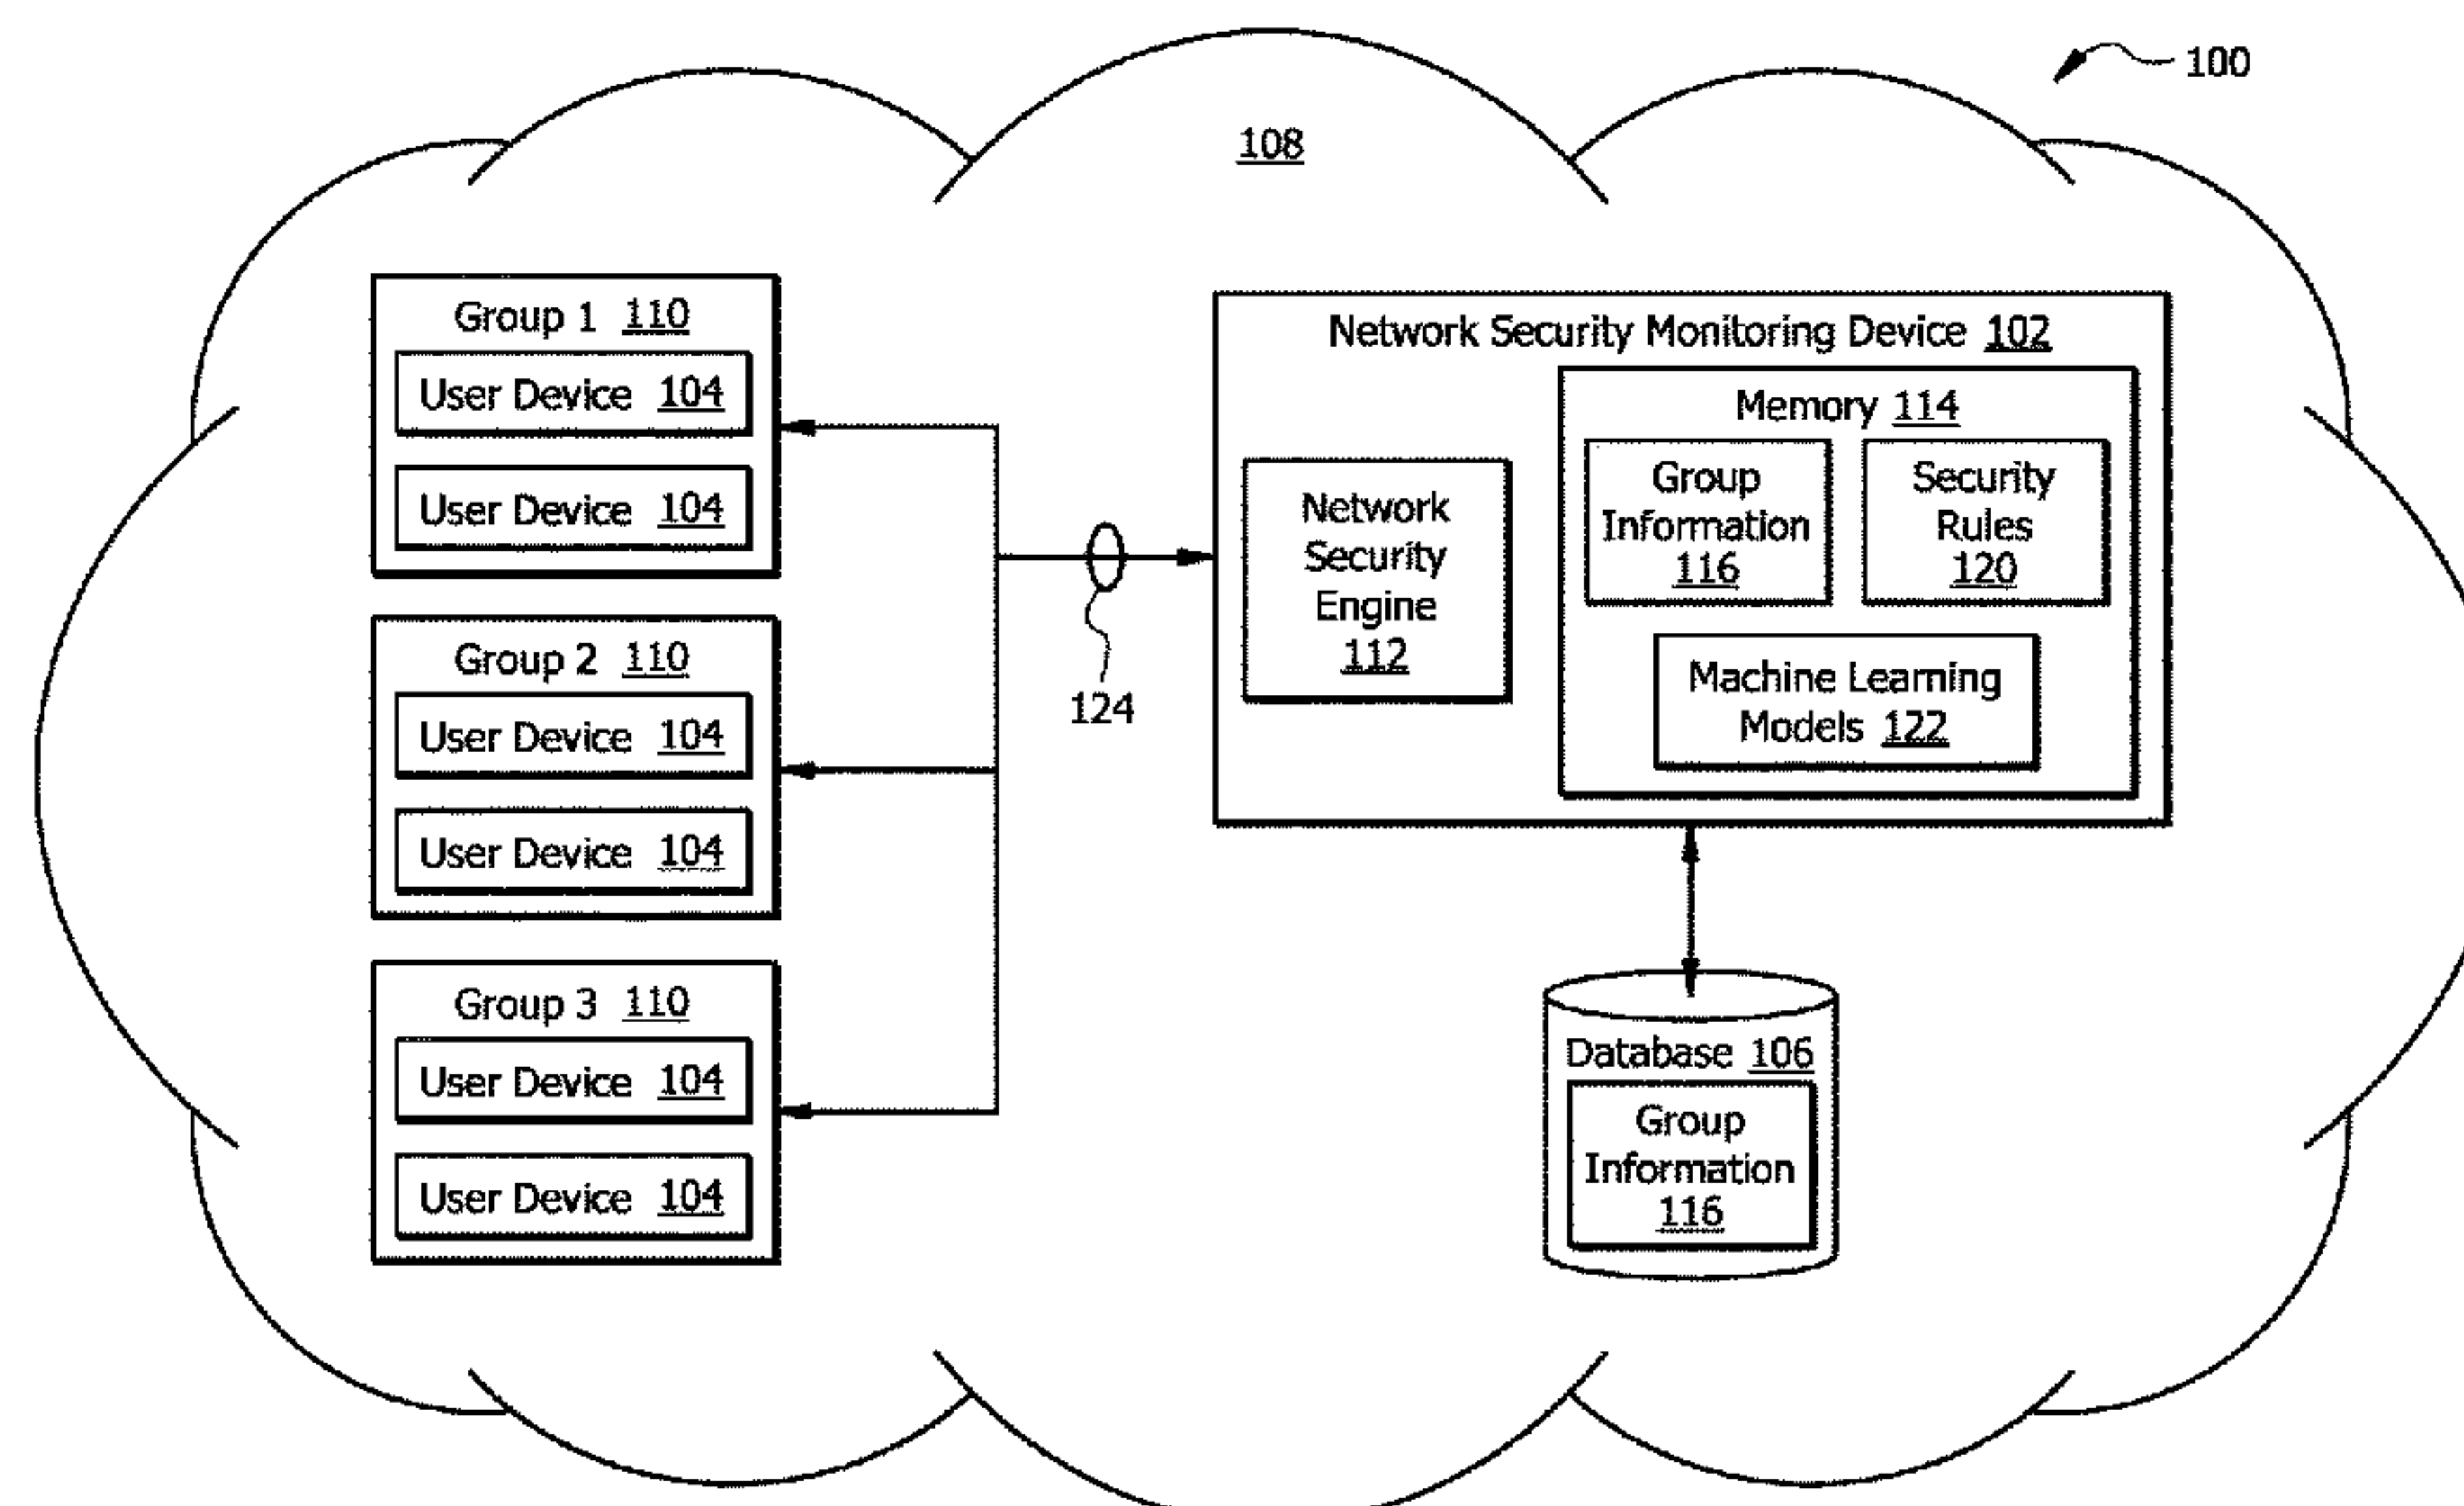 100
108
Group 1 110
User Device 104
User Device 104
Group 2 110
User Device 104
User Device 104
Group 3 110
User Device 104
User Device 104
124
Network Security Monitoring Device 102
Network
Security
Engine
112
Memory 114
Group
Information
116
Security
Rules
120
Machine Learning
Models 122
Database 106
Group
Information
116